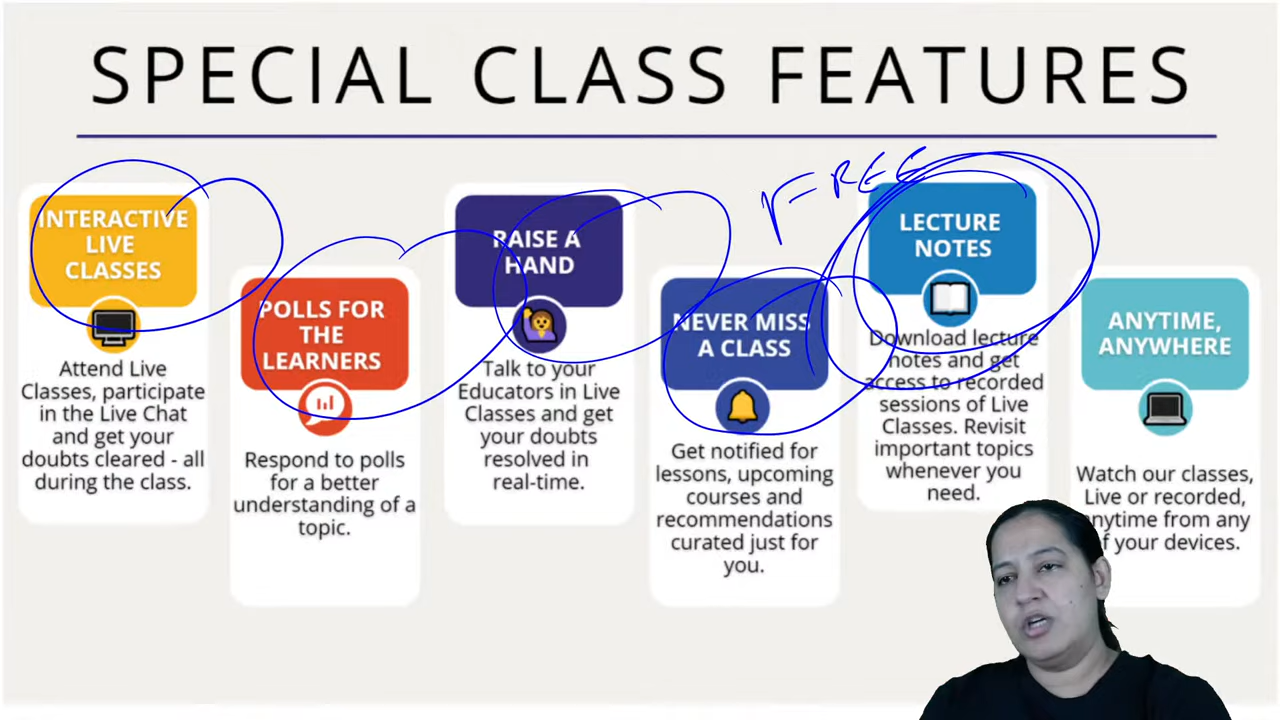 SPECIAL CLASS FEATURES
INTERACTIVE
LIVE
CLASSES
Attend Live
Classes, participate
in the Live Chat
and get your
doubts cleared - all
during the class.
POLLS FOR
THE
LEARNERS
Respond to polls
for a better
understanding of a
topic.
RAISE A
HAND
Talk to your
Educators in Live
Classes and get
your doubts
resolved in
real-time.
NEVER MISS
A CLASS
Get notified for
lessons, upcoming
courses and
recommendations
curated just for
you.
FREE
LECTURE
NOTES
Download lecture
notes and get
access to recorded
sessions of Live
Classes. Revisit
important topics
whenever you
need.
ANYTIME,
ANYWHERE
Watch our classes,
Live or recorded,
anytime from any
of your devices.